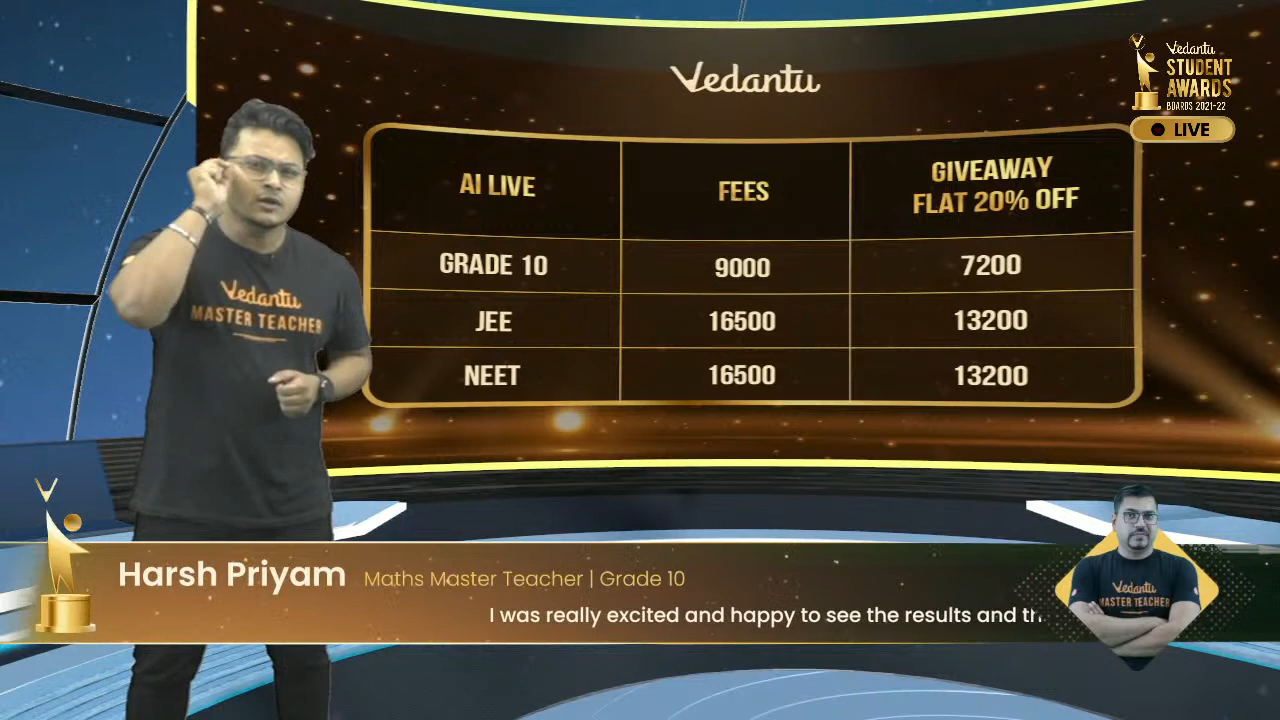 Vedantu
Vedantu
STUDENT
AWARDS
BOARDS 2021-22
LIVE
AI LIVE
FEES
GIVEAWAY
FLAT 20% OFF
GRADE 10
9000
7200
JEE
16500
13200
NEET
16500
13200
Vedantu
MASTER TEACHER
Harsh Priyam
Maths Master Teacher | Grade 10
I was really excited and happy to see the results and
Vedantu
MASTER TEACHER